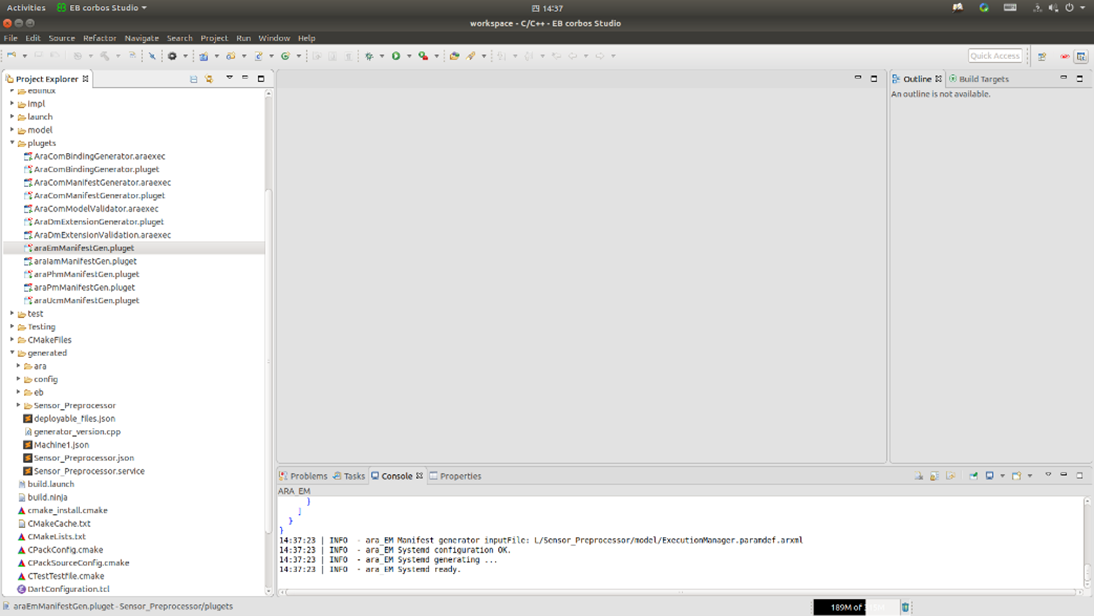 Activities EB corbos Studio 14:37
workspace - C/C++ - EB corbos Studio
File Edit Source Refactor Navigate Search Project Run Window Help
Quick Access
Project Explorer
impl
launch
model
plugets
AraComBindingGenerator.araexec
AraComBindingGenerator.pluget
AraComManifestGenerator.araexec
AraComManifestGenerator.pluget
AraComModelValidator.araexec
AraDmExtensionGenerator.pluget
AraDmExtensionValidation.araexec
araEmManifestGen.pluget
araIamManifestGen.pluget
araPhmManifestGen.pluget
araPmManifestGen.pluget
araUcmManifestGen.pluget
test
Testing
CMakeFiles
generated
ara
config
eb
Sensor_Preprocessor
deployable_files.json
generator_version.cpp
Machine1.json
Sensor_Preprocessor.json
Sensor_Preprocessor.service
build.launch
build.ninja
cmake_install.cmake
CMakeCache.txt
CMakeLists.txt
CPackConfig.cmake
CPackSourceConfig.cmake
CTestTestFile.cmake
DartConfiguration.tcl
Outline Build Targets
An outline is not available.
Problems Tasks Console Properties
ARA_EM
}
]
}
}
14:37:23 | INFO - ara_EM Manifest generator inputFile: L/Sensor_Preprocessor/model/ExecutionManager.paramdef.arxml
14:37:23 | INFO - ara_EM Systemd configuration OK.
14:37:23 | INFO - ara_EM Systemd generating ...
14:37:23 | INFO - ara_EM Systemd ready.
araEmManifestGen.pluget - Sensor_Preprocessor/plugets
189M of